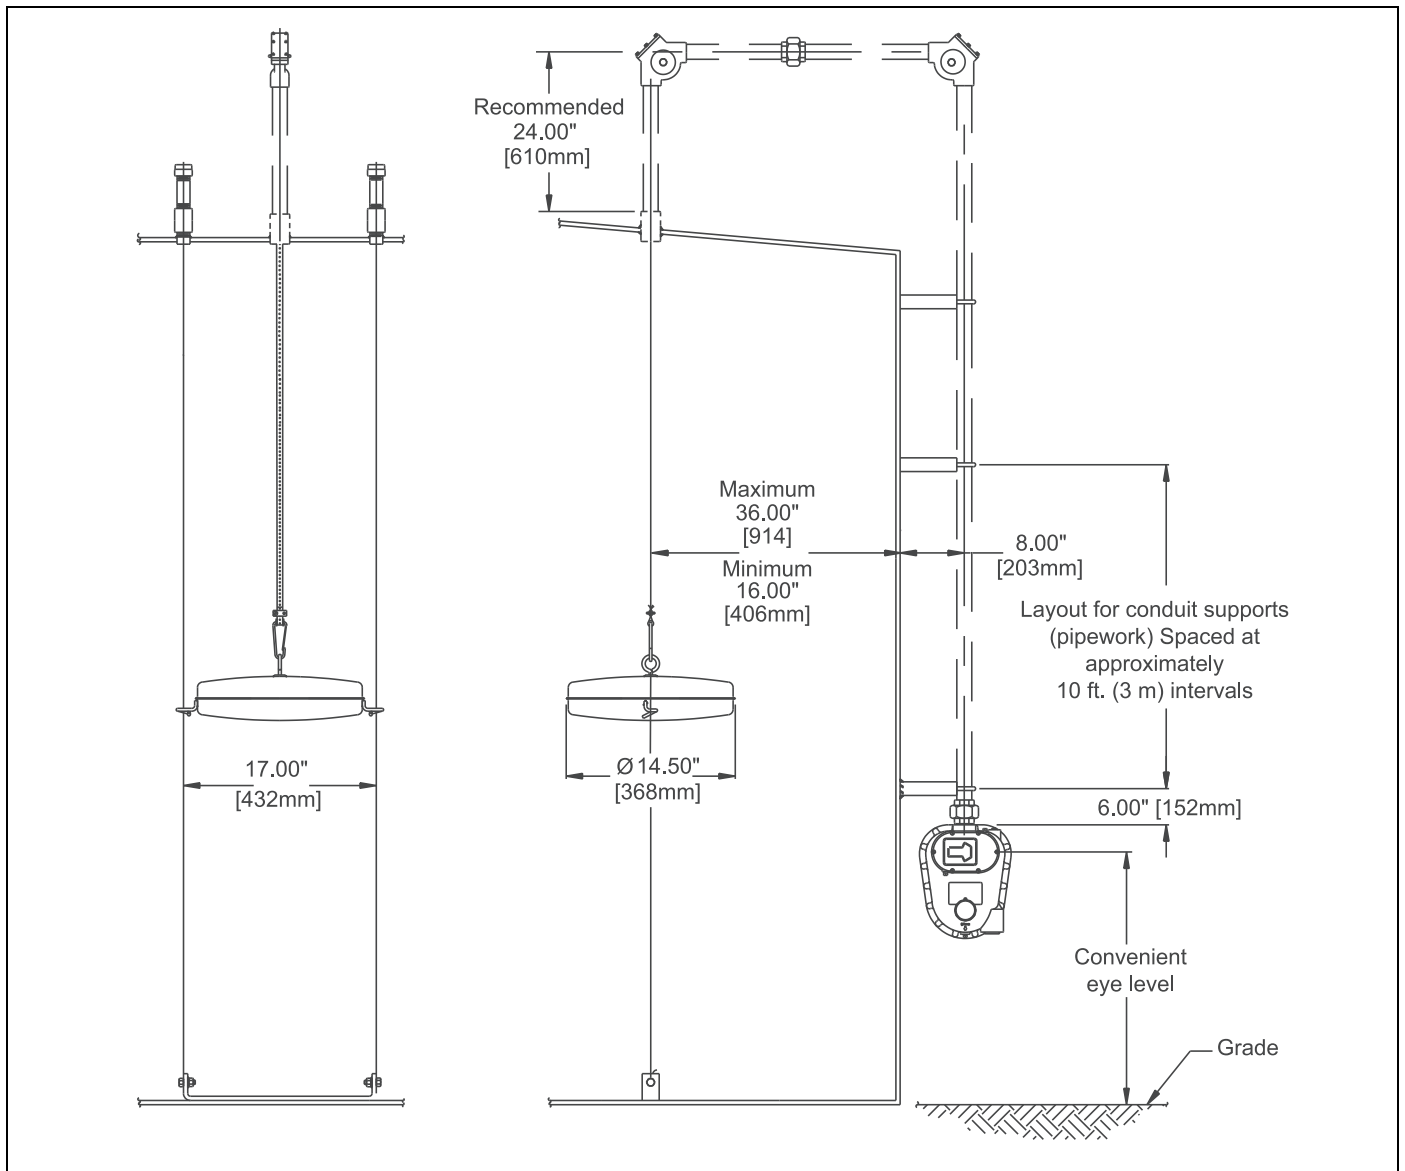 Recommended
24.00"
[610mm]
Maximum
36.00"
[914]
Minimum
16.00"
[406mm]
8.00"
[203mm]
Layout for conduit supports
(pipework) Spaced at
approximately
10 ft. (3 m) intervals
17.00"
[432mm]
Ø 14.50"
[368mm]
6.00" [152mm]
Convenient
eye level
Grade